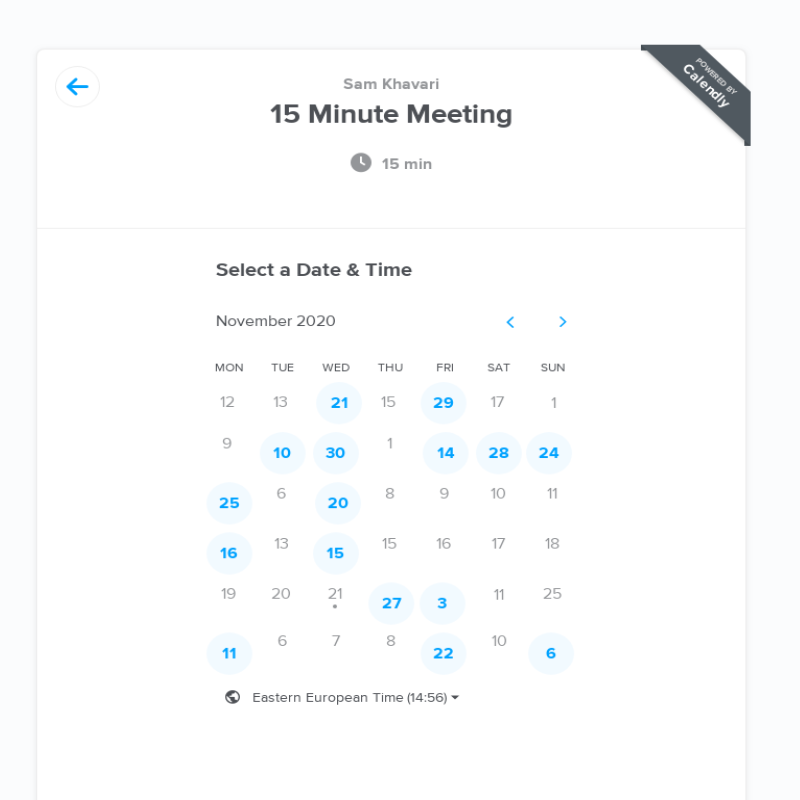 POWERED BY
Calendly
Sam Khavari
15 Minute Meeting
15 min
Select a Date & Time
November 2020
MON TUE WED THU FRI SAT SUN
12 13 21 15 29 17 1
9 10 30 1 14 28 24
25 6 20 8 9 10 11
16 13 15 15 16 17 18
19 20 21 27 3 11 25
11 6 7 8 22 10 6
Eastern European Time (14:56)